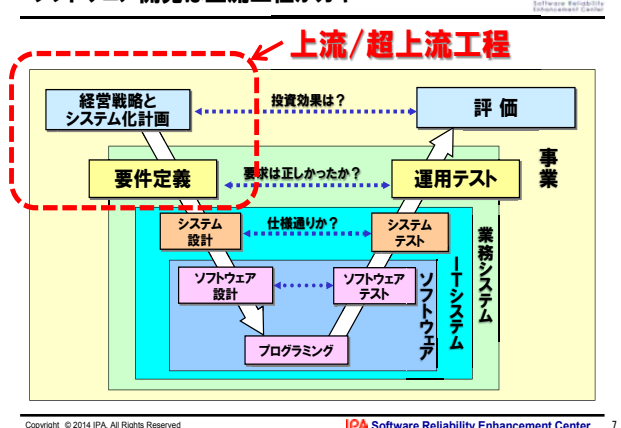 Software Reliability
Enhancement Center
上流/超上流工程
経営戦略と
システム化計画
投資効果は？
評 価
事業
要件定義
要求は正しかったか？
運用テスト
システム
設計
仕様通りか？
システム
テスト
業務システム
ソフトウェア
設計
ソフトウェア
テスト
ITシステム
ソフトウェア
プログラミング
Copyright © 2014 IPA, All Rights Reserved
IPA Software Reliability Enhancement Center
7